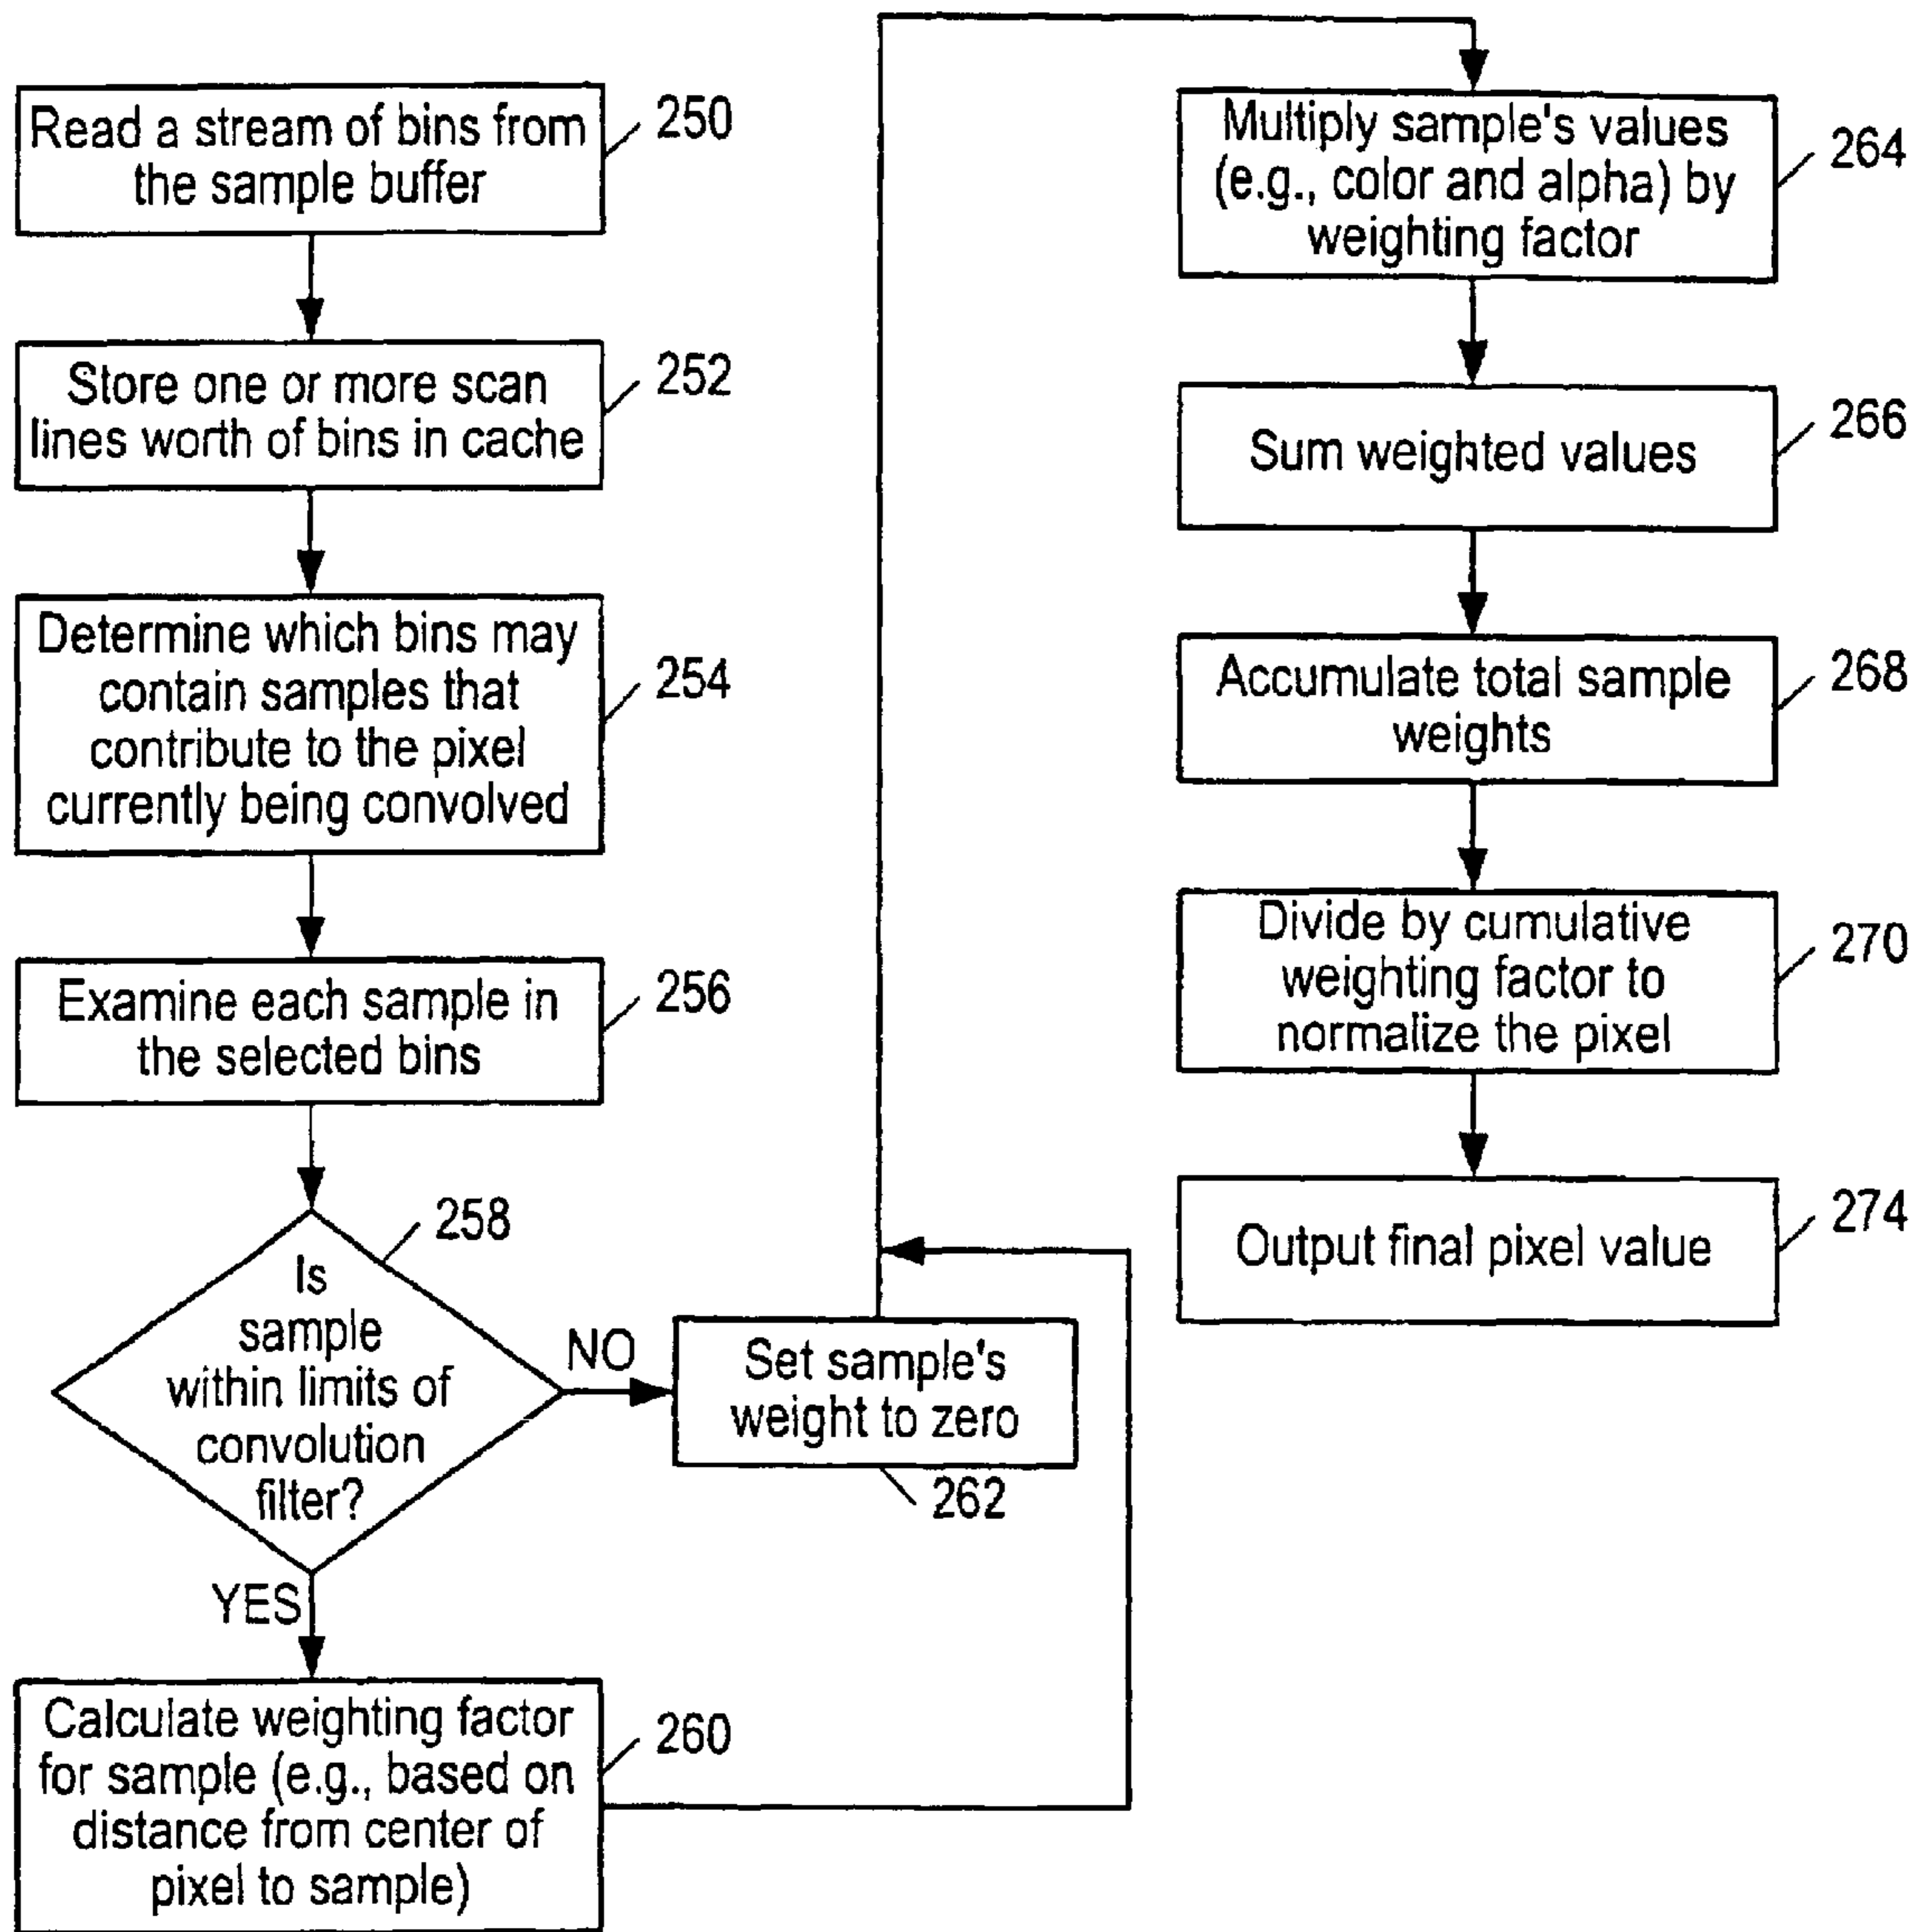 Read a stream of bins from
the sample buffer
250
Store one or more scan
lines worth of bins in cache
252
Determine which bins may
contain samples that
contribute to the pixel
currently being convolved
254
Examine each sample in
the selected bins
256
258
Is
sample
within limits of
convolution
filter?
NO
Set sample's
weight to zero
262
YES
Calculate weighting factor
for sample (e.g., based on
distance from center of
pixel to sample)
260
Multiply sample's values
(e.g., color and alpha) by
weighting factor
264
Sum weighted values
266
Accumulate total sample
weights
268
Divide by cumulative
weighting factor to
normalize the pixel
270
Output final pixel value
274